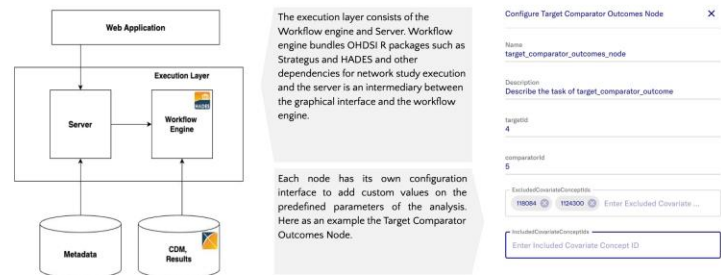 Web Application
Execution Layer
Server
Workflow
Engine
HADES
Metadata
CDM,
Results
The execution layer consists of the
Workflow engine and Server. Workflow
engine bundles OHDSI R packages such as
Strategus and HADES and other
dependencies for network study execution
and the server is an intermediary between
the graphical interface and the workflow
engine.
Each node has its own configuration
interface to add custom values on the
predefined parameters of the analysis.
Here as an example the Target Comparator
Outcomes Node.
Configure Target Comparator Outcomes Node
Name
target_comparator_outcomes_node
Description
Describe the task of target_comparator_outcome
targetId
4
comparatorId
5
ExcludedCovariateConceptIds
118084 1124300 Enter Excluded Covariate ...
IncludedCovariateConceptIds
Enter Included Covariate Concept ID